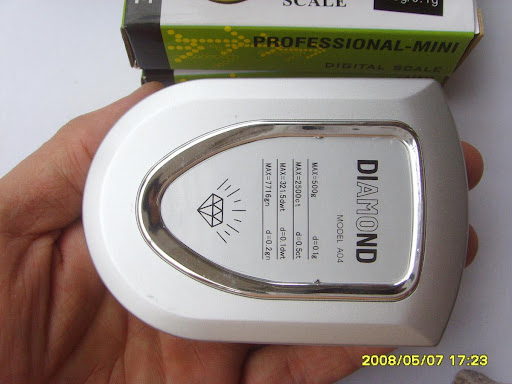 SCALE
PROFESSIONAL-MINI
DIGITAL SCALE
DIAMOND
MODEL A04
MAX=500g d=0.1g
MAX=2500ct d=0.5ct
MAX=321.5dwt d=0.1dwt
MAX=7716gn d=0.2gn
2008/05/07 17:23